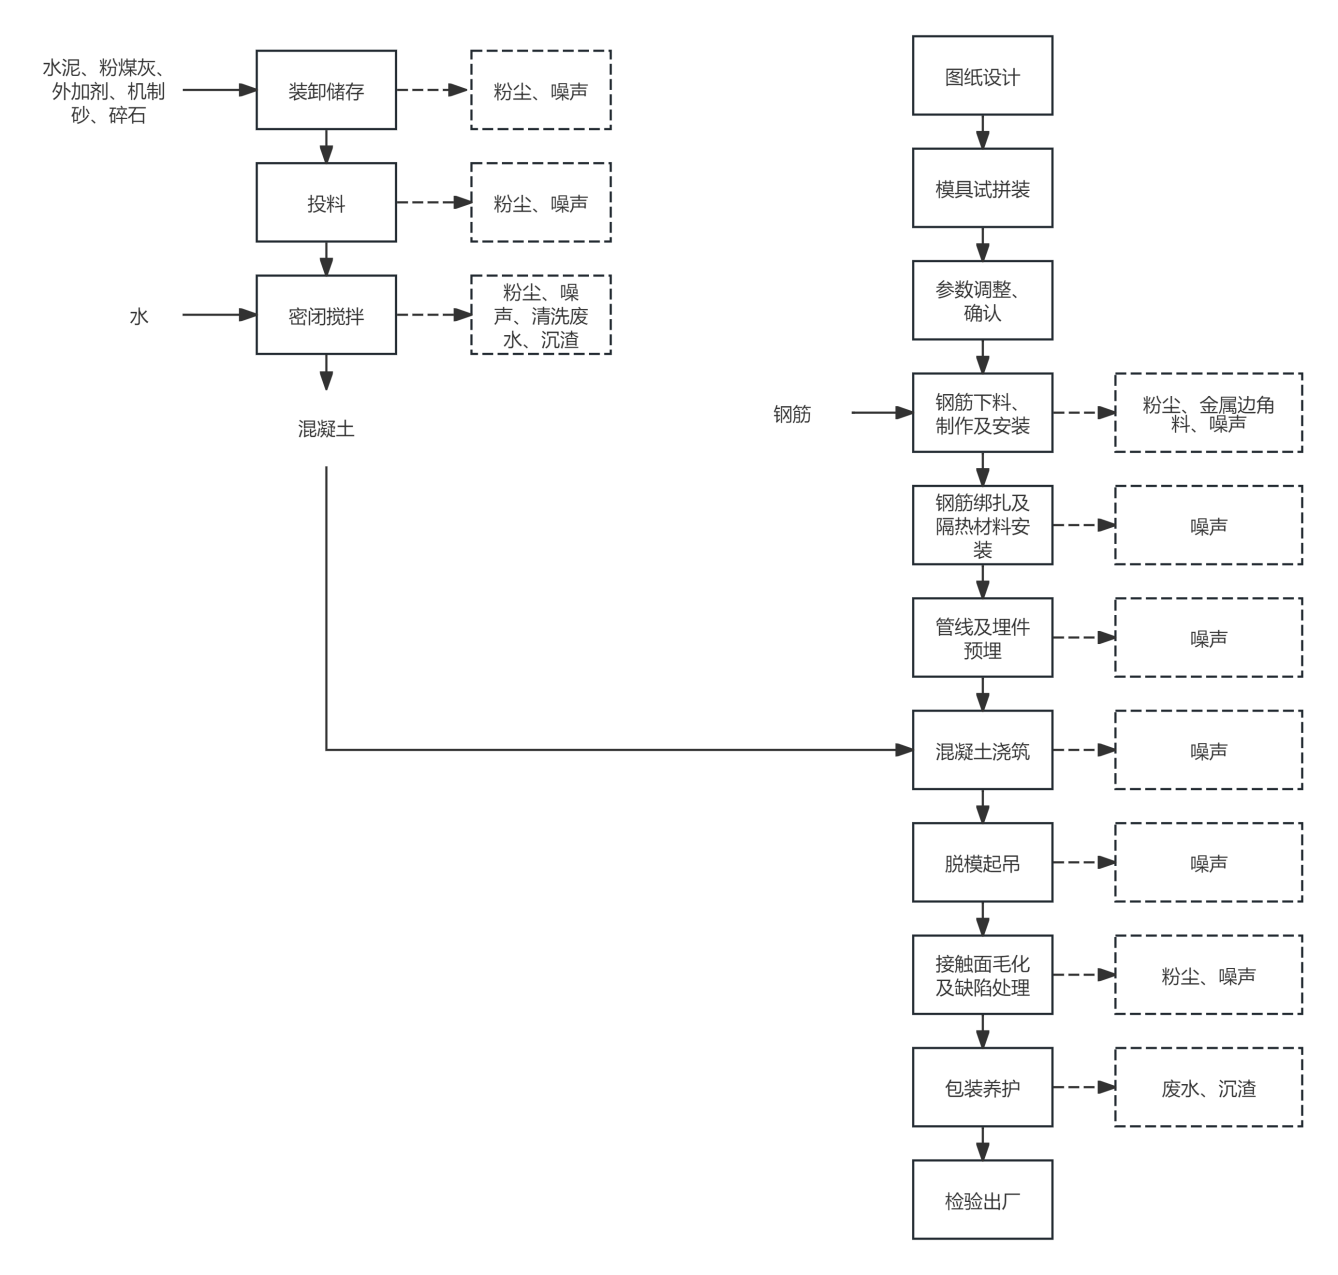 水泥、粉煤灰、
外加剂、机制
砂、碎石
装卸储存
粉尘、噪声
投料
粉尘、噪声
水
密闭搅拌
粉尘、噪
声、清洗废
水、沉渣
混凝土
图纸设计
模具试拼装
参数调整、
确认
钢筋
钢筋下料、
制作及安装
粉尘、金属边角
料、噪声
钢筋绑扎及
隔热材料安
装
噪声
管线及埋件
预埋
噪声
混凝土浇筑
噪声
脱模起吊
噪声
接触面毛化
及缺陷处理
粉尘、噪声
包装养护
废水、沉渣
检验出厂